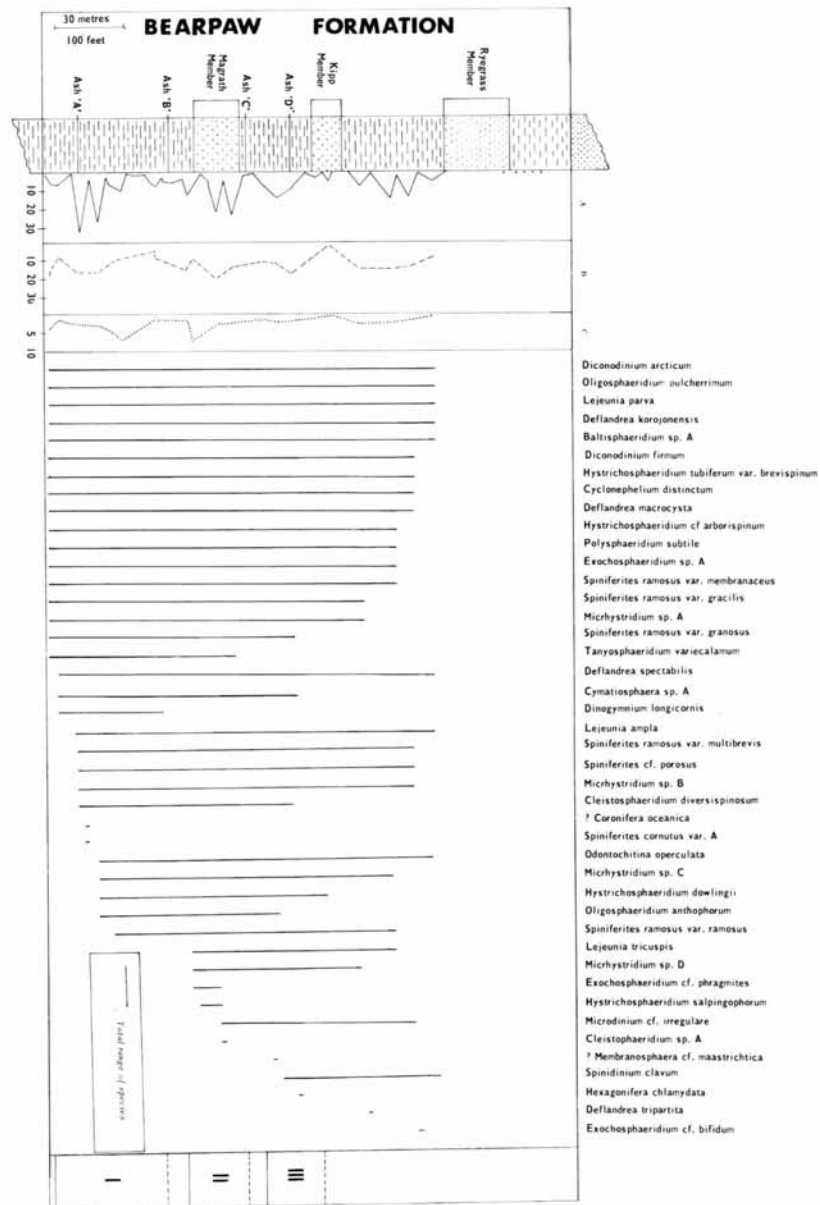 30 metres
100 feet
BEARPAW FORMATION
Ash 'A'
Ash 'B'
Magrath
Member
Ash 'C'
Ash 'D'
Kipp
Member
Ryegrass
Member
10
20
30
A
10
20
30
B
5
10
C
Diconodinium arcticum
Oligosphaeridium pulcherrimum
Lejeunia parva
Deflandrea korojonensis
Baltisphaeridium sp. A
Diconodinium firmum
Hystrichosphaeridium tubiferum var. brevispinum
Cyclonephelium distinctum
Deflandrea macrocysta
Hystrichosphaeridium cf arborispinum
Polysphaeridium subtile
Exochosphaeridium sp. A
Spiniferites ramosus var. membranaceus
Spiniferites ramosus var. gracilis
Micrhystridium sp. A
Spiniferites ramosus var. granosus
Tanyosphaeridium variecalamum
Deflandrea spectabilis
Cymatiosphaera sp. A
Dinogymnium longicornis
Lejeunia ampla
Spiniferites ramosus var. multibrevis
Spiniferites cf. porosus
Micrhystridium sp. B
Cleistosphaeridium diversispinosum
? Coronifera oceanica
Spiniferites cornutus var. A
Odontochitina operculata
Micrhystridium sp. C
Hystrichosphaeridium dowlingii
Oligosphaeridium anthophorum
Spiniferites ramosus var. ramosus
Lejeunia tricuspis
Micrhystridium sp. D
Exochosphaeridium cf. phragmites
Hystrichosphaeridium salpingophorum
Microdinium cf. irregulare
Cleistophaeridium sp. A
? Membranosphaera cf. maastrichtica
Spinidinium clavum
Hexagonifera chlamydata
Deflandrea tripartita
Exochosphaeridium cf. bifidum
Total range of species
I
II
III